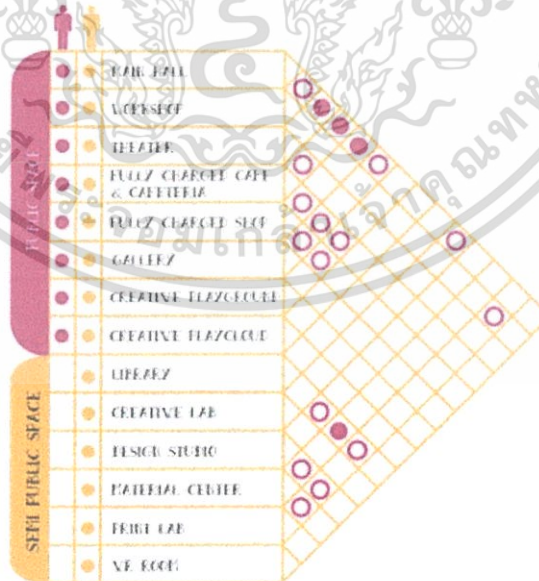 MAIN HALL
WORKSHOP
THEATER
FULLY CHARGED CAFE
& CAFETERIA
FULLY CHARGED SHOP
GALLERY
CREATIVE PLAYGROUND
CREATIVE PLAYCLOUD
PUBLIC SPACE
LIBRARY
CREATIVE LAB
DESIGN STUDIO
MATERIAL CENTER
PRINT LAB
VR ROOM
SEMI PUBLIC SPACE